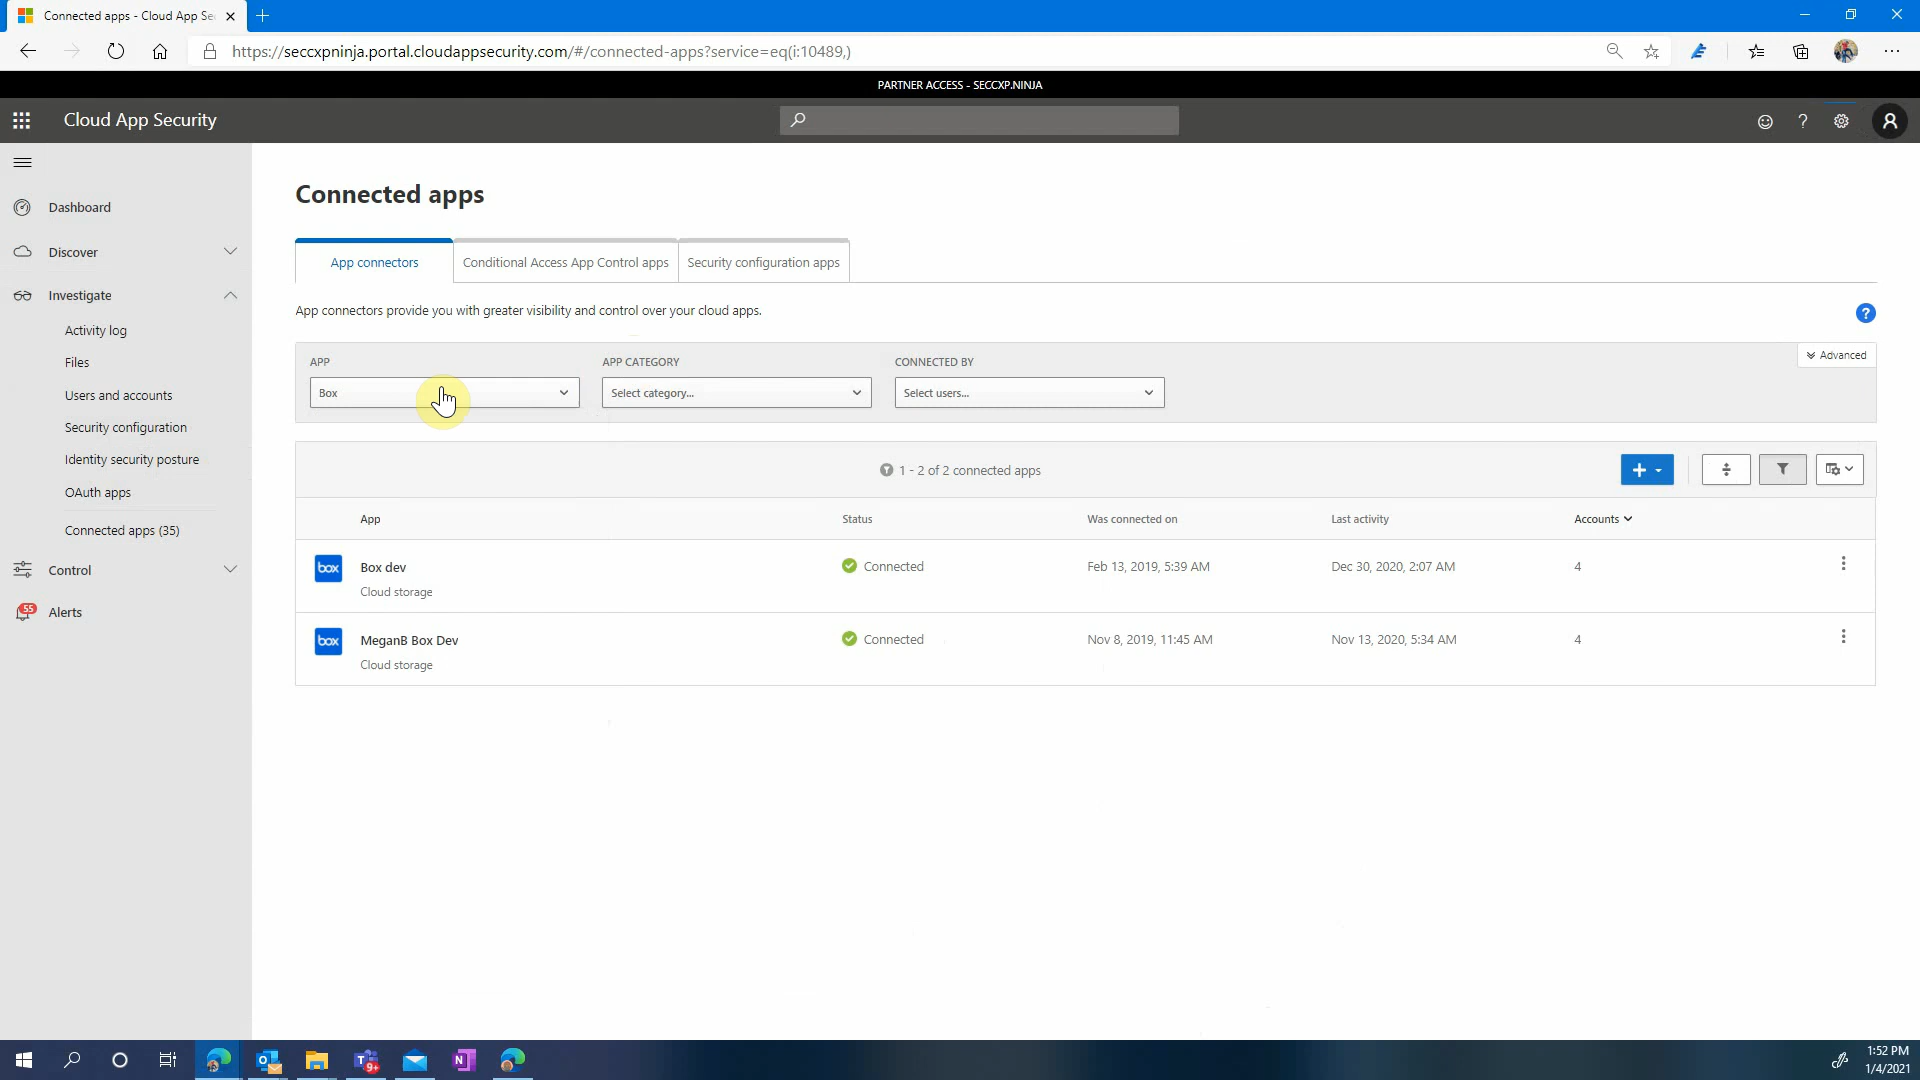 Connected apps - Cloud App Se
https://seccxpninja.portal.cloudappsecurity.com/#/connected-apps?service=eq(i:10489,)
PARTNER ACCESS - SECCXP.NINJA
Cloud App Security
Dashboard
Discover
Investigate
Activity log
Files
Users and accounts
Security configuration
Identity security posture
OAuth apps
Connected apps (35)
Control
55
Alerts
Connected apps
App connectors
Conditional Access App Control apps
Security configuration apps
App connectors provide you with greater visibility and control over your cloud apps.
?
APP
APP CATEGORY
CONNECTED BY
Advanced
Box
Select category...
Select users...
1 - 2 of 2 connected apps
App
Status
Was connected on
Last activity
Accounts
box
Box dev
Connected
Feb 13, 2019, 5:39 AM
Dec 30, 2020, 2:07 AM
4
Cloud storage
box
MeganB Box Dev
Connected
Nov 8, 2019, 11:45 AM
Nov 13, 2020, 5:34 AM
4
Cloud storage
9+
1:52 PM
1/4/2021